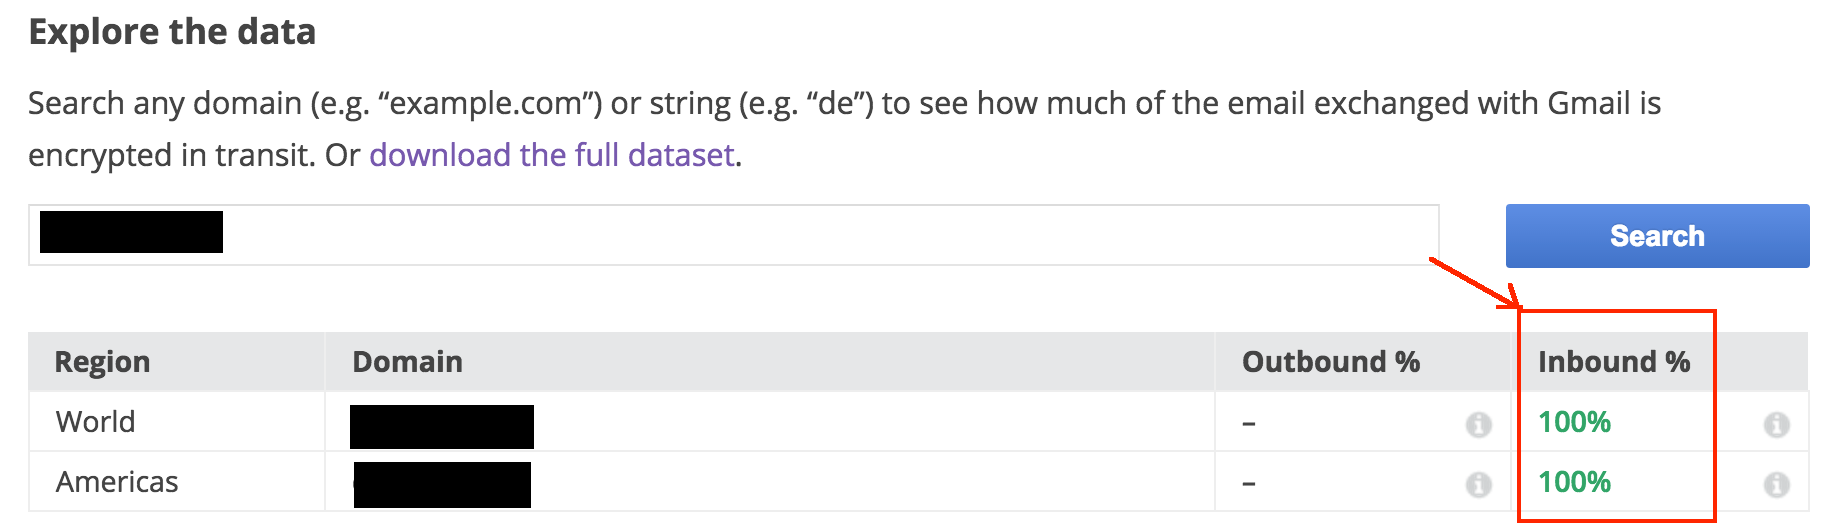 Explore the data
Search any domain (e.g. “example.com”) or string (e.g. “de”) to see how much of the email exchanged with Gmail is
encrypted in transit. Or download the full dataset.
Search
Region Domain Outbound % Inbound %
World – 100%
Americas – 100%